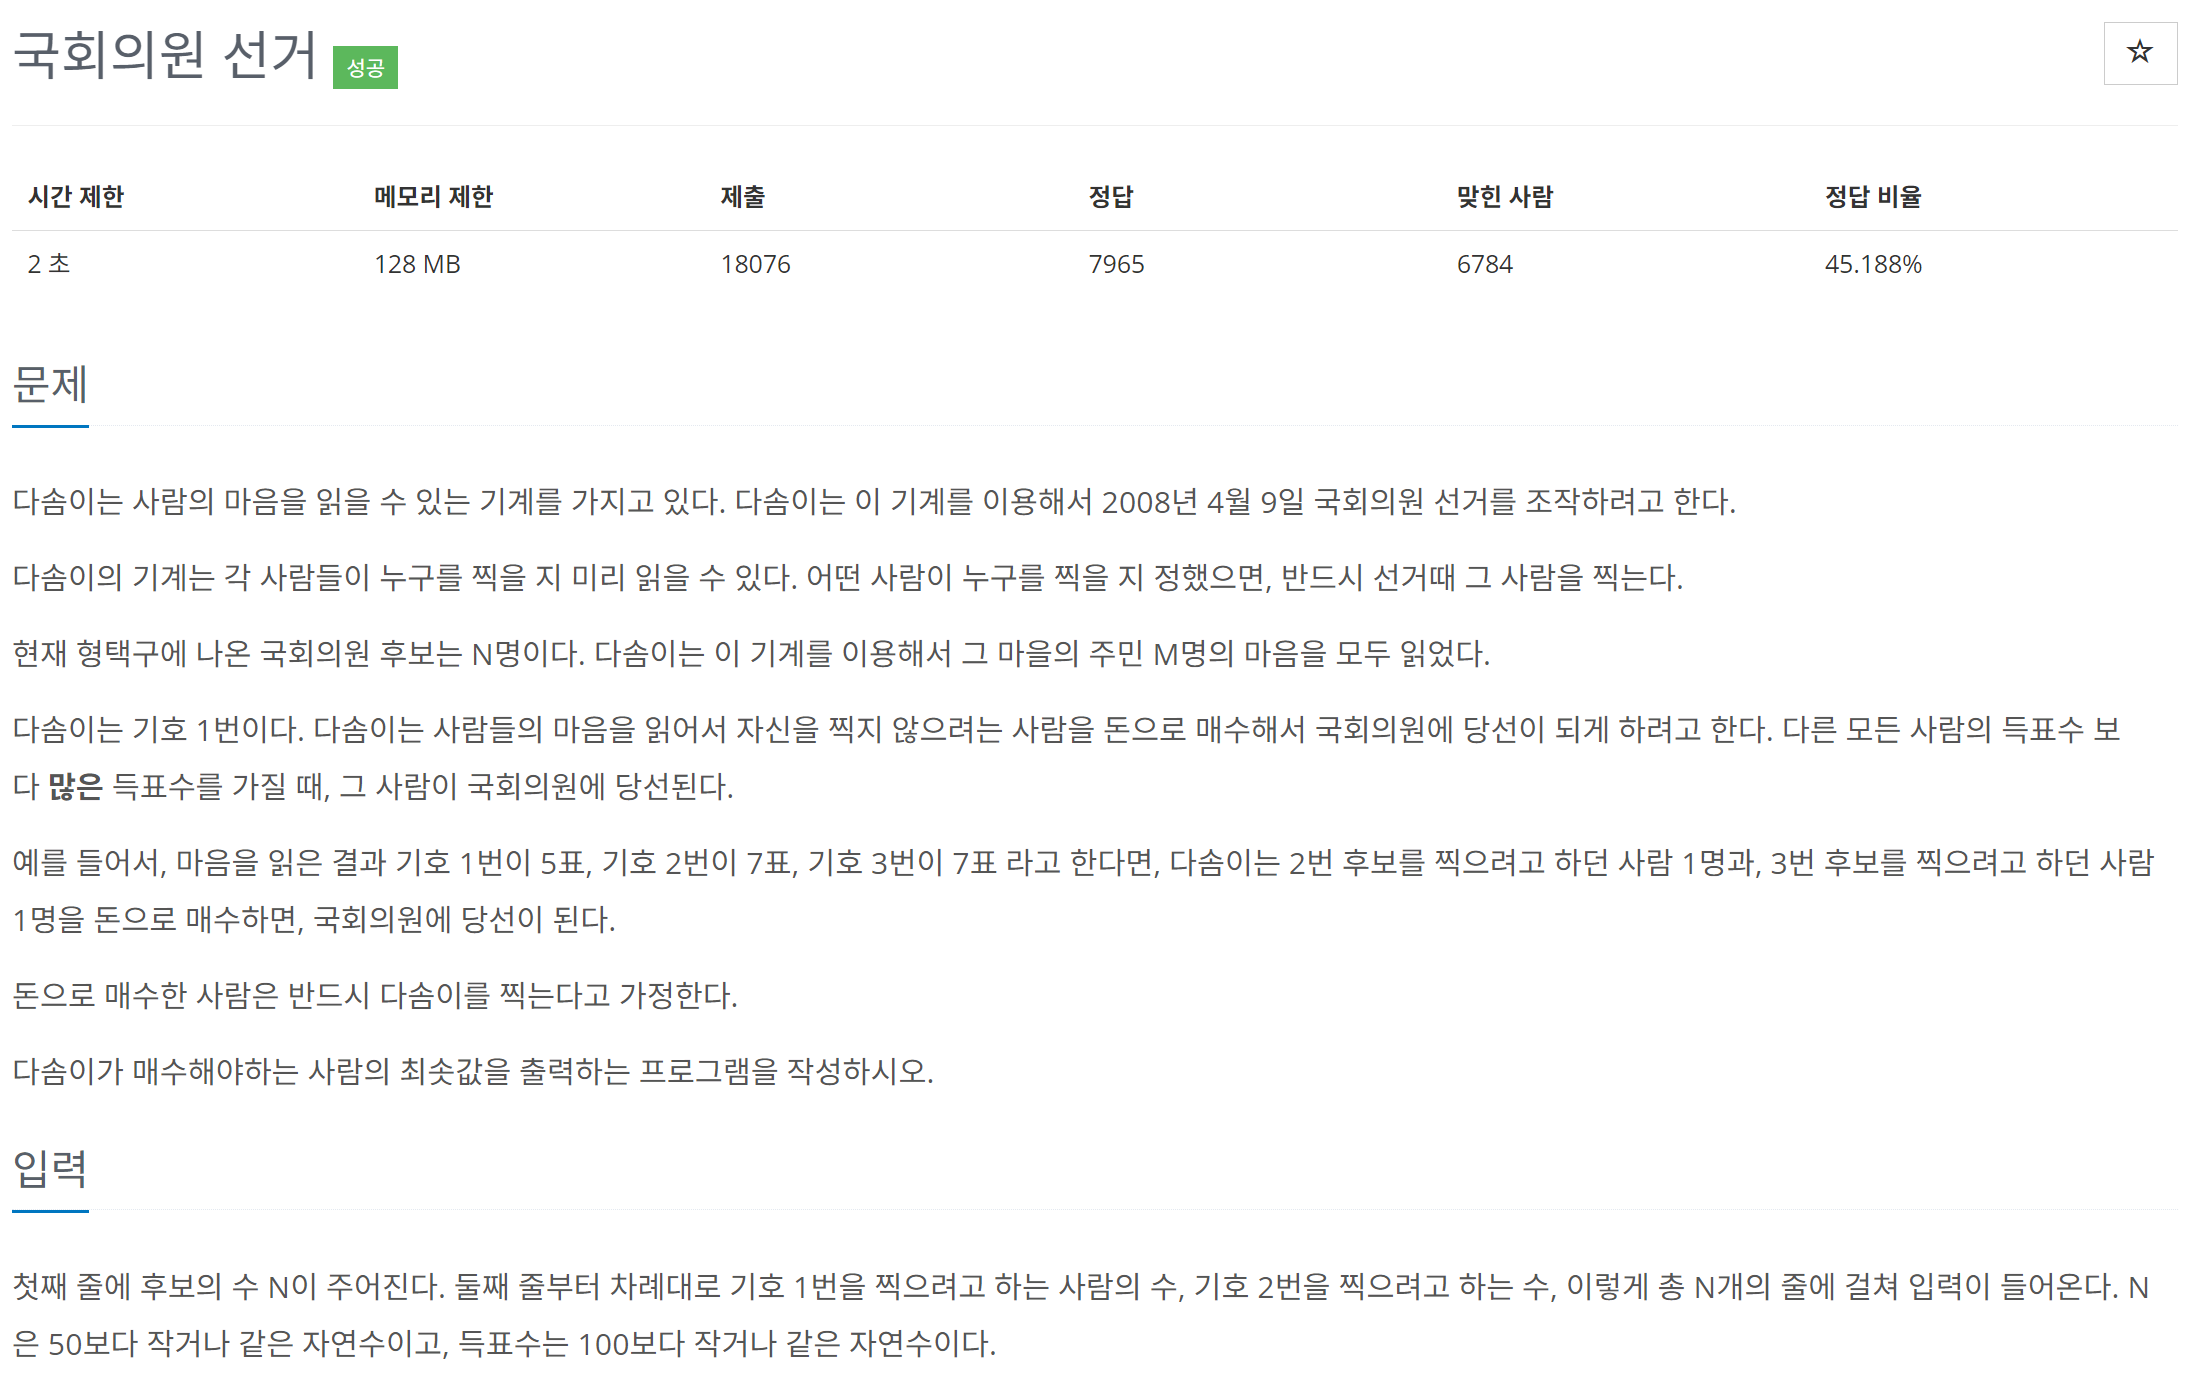 국회의원 선거 성공
☆
시간 제한 메모리 제한 제출 정답 맞힌 사람 정답 비율
2 초 128 MB 18076 7965 6784 45.188%
문제
다솜이는 사람의 마음을 읽을 수 있는 기계를 가지고 있다. 다솜이는 이 기계를 이용해서 2008년 4월 9일 국회의원 선거를 조작하려고 한다.
다솜이의 기계는 각 사람들이 누구를 찍을 지 미리 읽을 수 있다. 어떤 사람이 누구를 찍을 지 정했으면, 반드시 선거때 그 사람을 찍는다.
현재 형택구에 나온 국회의원 후보는 N명이다. 다솜이는 이 기계를 이용해서 그 마을의 주민 M명의 마음을 모두 읽었다.
다솜이는 기호 1번이다. 다솜이는 사람들의 마음을 읽어서 자신을 찍지 않으려는 사람을 돈으로 매수해서 국회의원에 당선이 되게 하려고 한다. 다른 모든 사람의 득표수 보
다 많은 득표수를 가질 때, 그 사람이 국회의원에 당선된다.
예를 들어서, 마음을 읽은 결과 기호 1번이 5표, 기호 2번이 7표, 기호 3번이 7표 라고 한다면, 다솜이는 2번 후보를 찍으려고 하던 사람 1명과, 3번 후보를 찍으려고 하던 사람
1명을 돈으로 매수하면, 국회의원에 당선이 된다.
돈으로 매수한 사람은 반드시 다솜이를 찍는다고 가정한다.
다솜이가 매수해야하는 사람의 최솟값을 출력하는 프로그램을 작성하시오.
입력
첫째 줄에 후보의 수 N이 주어진다. 둘째 줄부터 차례대로 기호 1번을 찍으려고 하는 사람의 수, 기호 2번을 찍으려고 하는 수, 이렇게 총 N개의 줄에 걸쳐 입력이 들어온다. N
은 50보다 작거나 같은 자연수이고, 득표수는 100보다 작거나 같은 자연수이다.